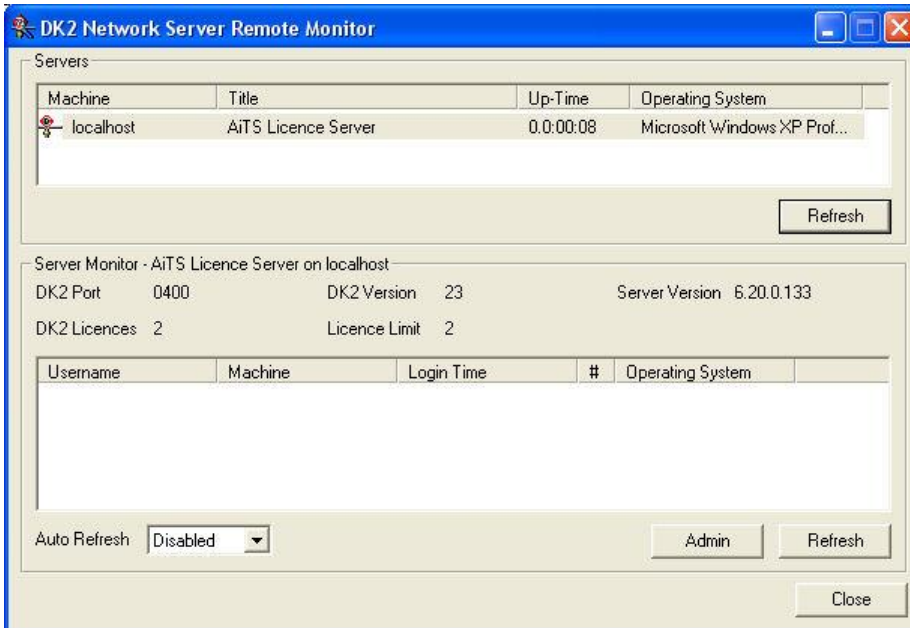 DK2 Network Server Remote Monitor
Servers
Machine Title Up-Time Operating System
localhost AiTS Licence Server 0.0:00:08 Microsoft Windows XP Prof...
Refresh
Server Monitor - AiTS Licence Server on localhost
DK2 Port 0400 DK2 Version 23 Server Version 6.20.0.133
DK2 Licences 2 Licence Limit 2
Username Machine Login Time # Operating System
Auto Refresh Disabled Admin Refresh
Close